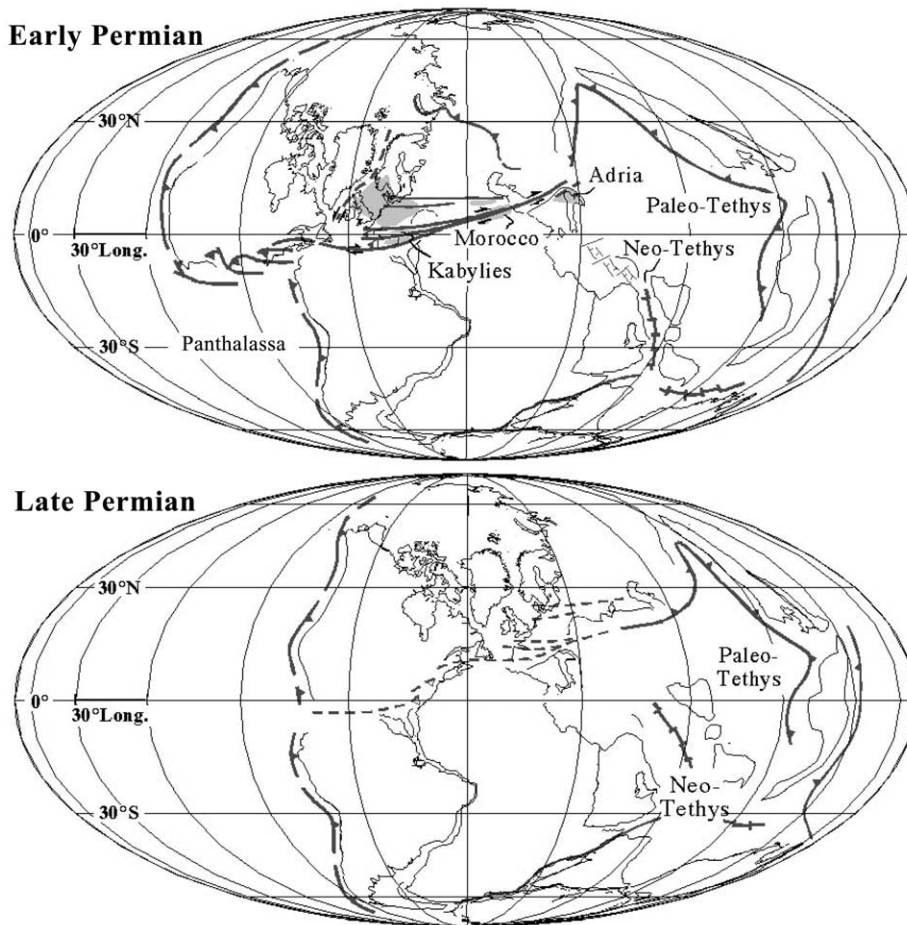 Early Permian
30°N
Adria
Paleo-Tethys
0°
30°Long.
Morocco
Neo-Tethys
Kabylies
Panthalassa
30°S
Late Permian
30°N
Paleo-
Tethys
0°
30°Long.
Neo-
Tethys
30°S